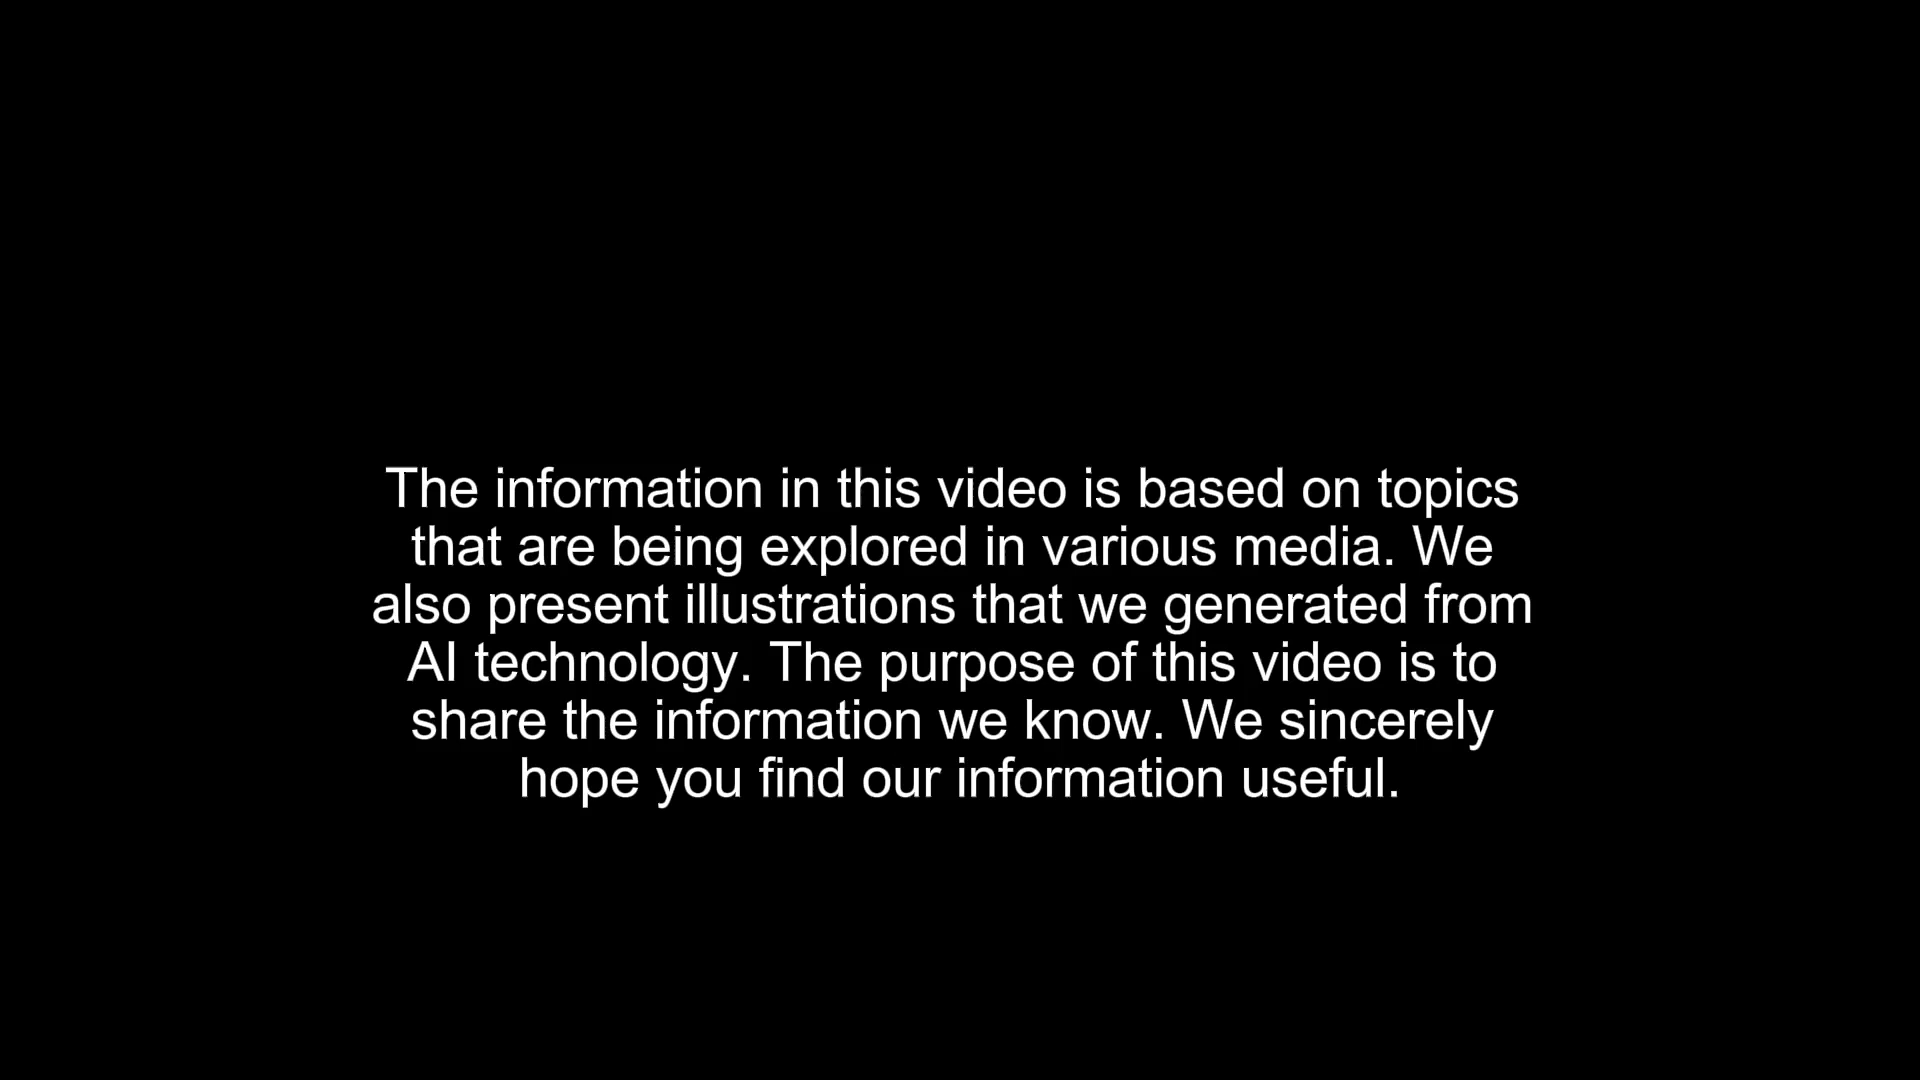 The information in this video is based on topics
that are being explored in various media. We
also present illustrations that we generated from
AI technology. The purpose of this video is to
share the information we know. We sincerely
hope you find our information useful.